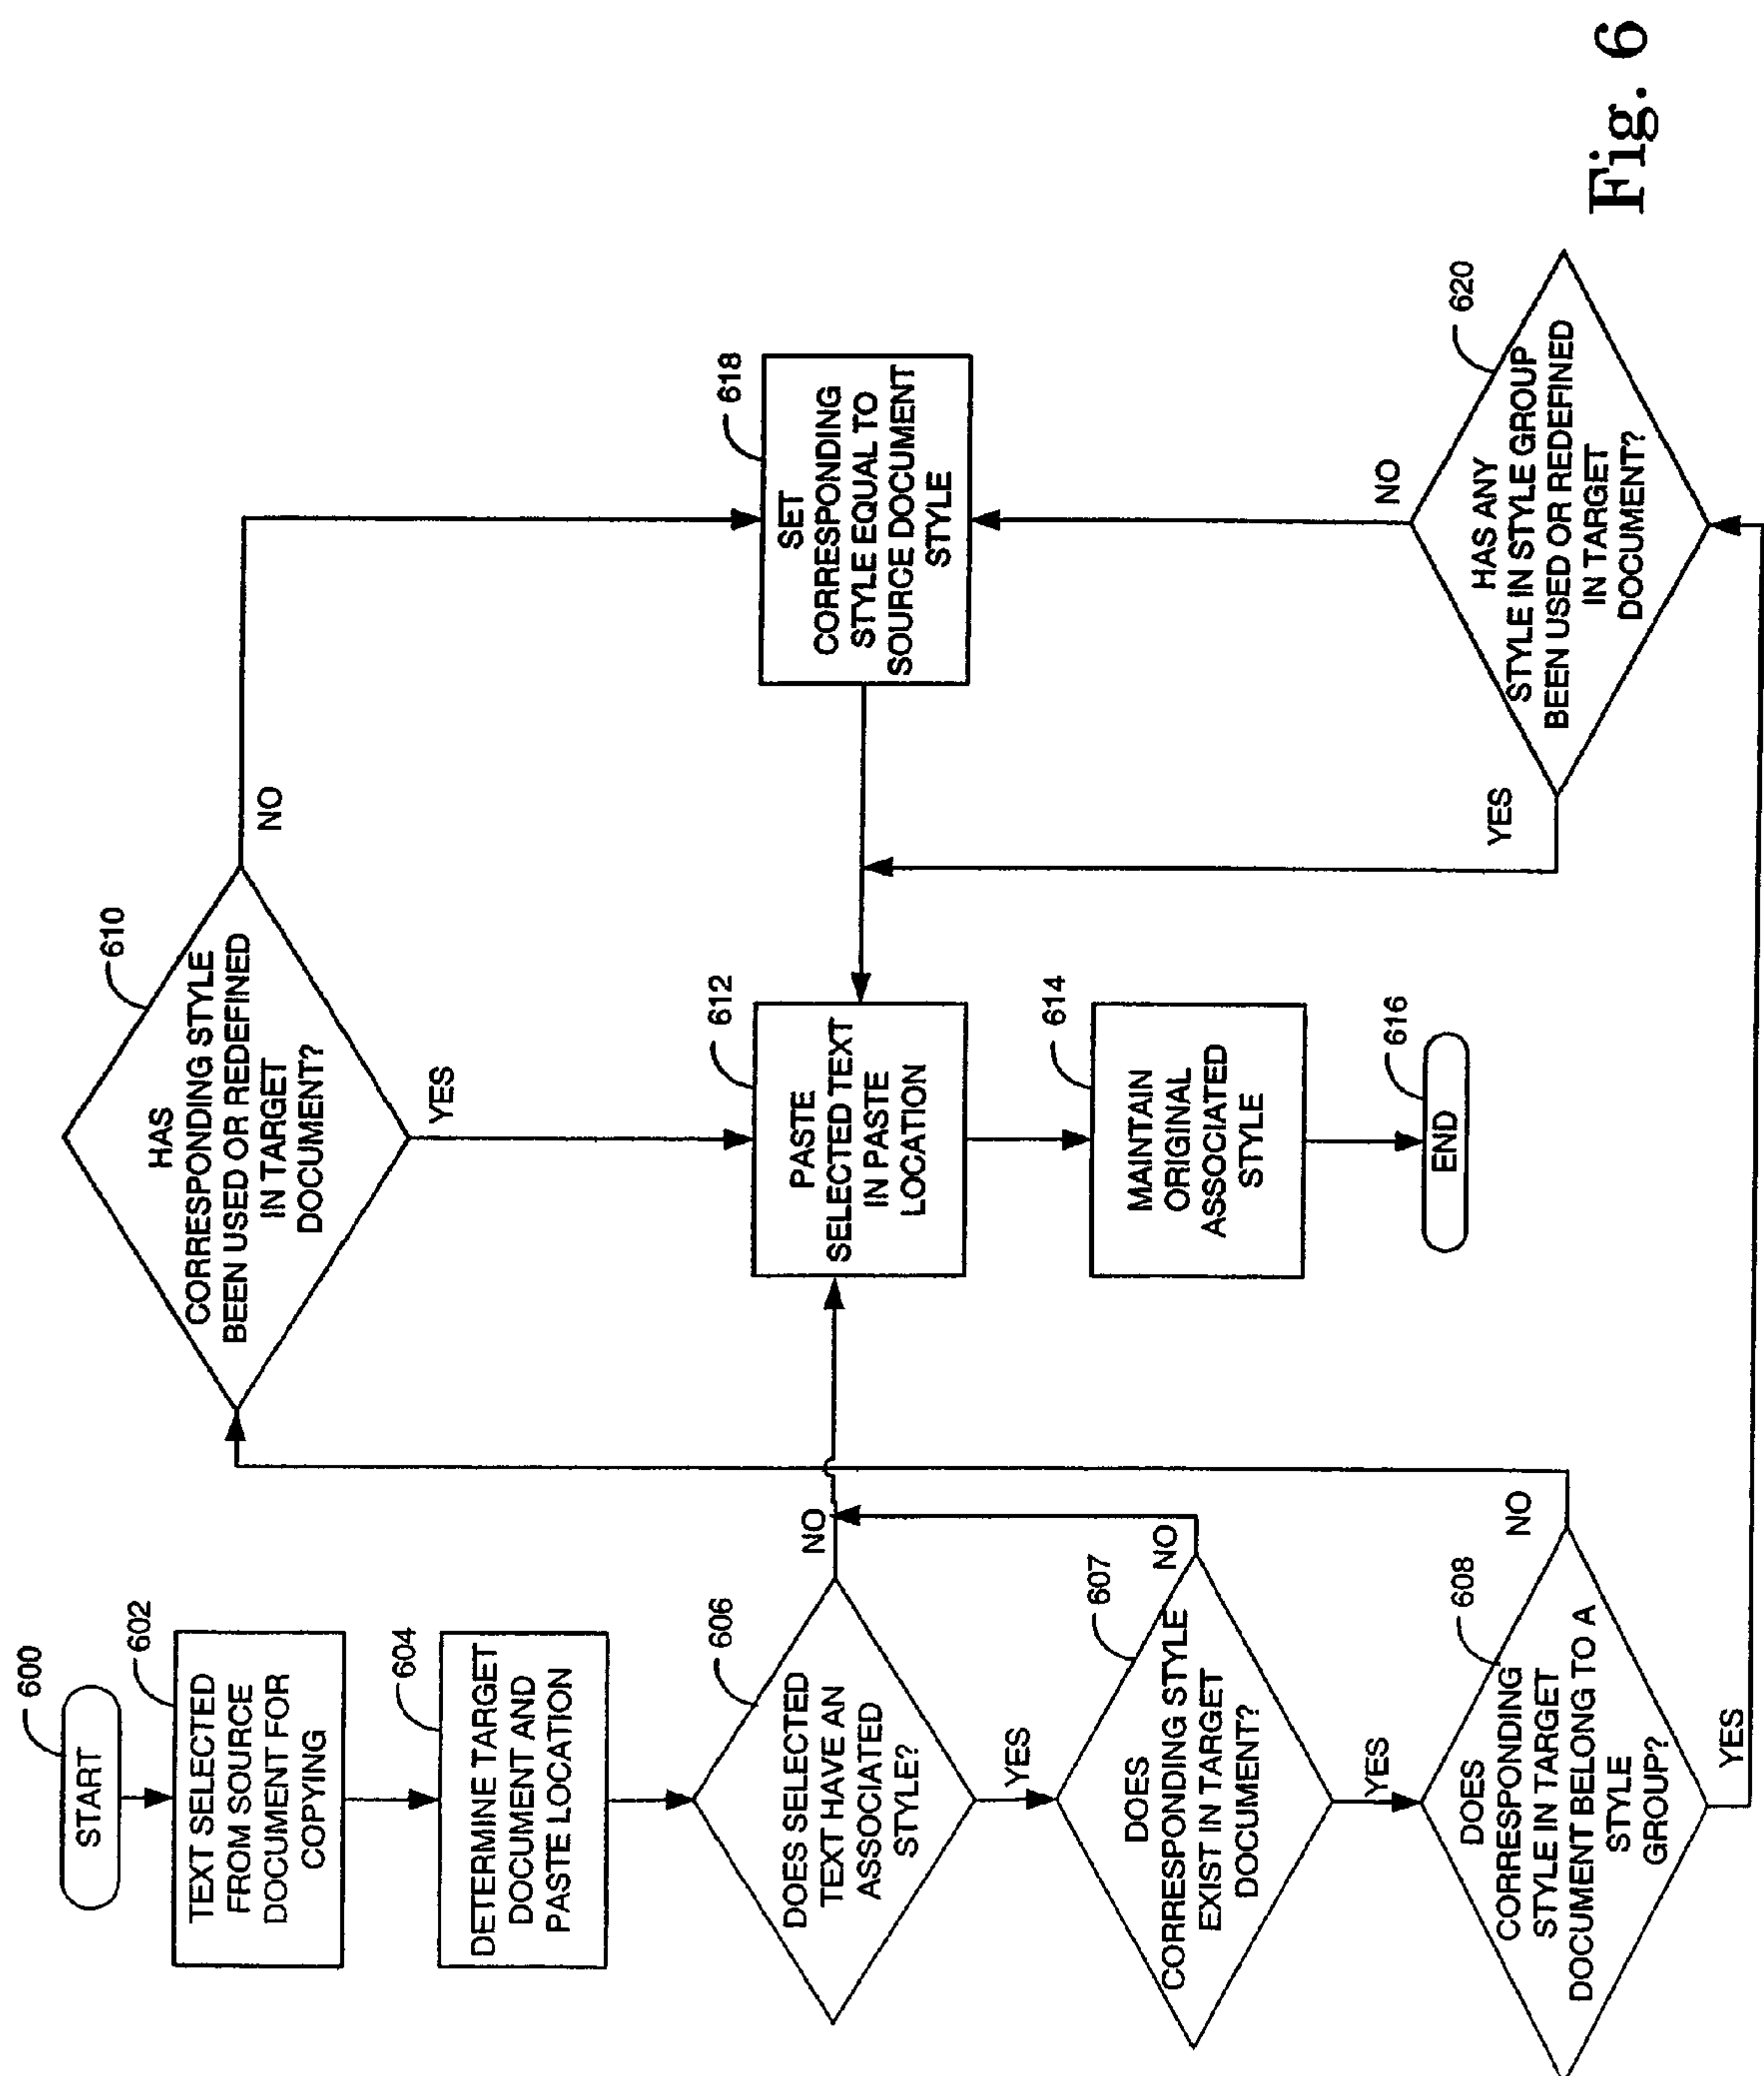 600
START
602
TEXT SELECTED
FROM SOURCE
DOCUMENT FOR
COPYING
604
DETERMINE TARGET
DOCUMENT AND
PASTE LOCATION
606
DOES SELECTED
TEXT HAVE AN
ASSOCIATED
STYLE?
NO
YES
607
DOES
CORRESPONDING STYLE
EXIST IN TARGET
DOCUMENT?
NO
YES
608
DOES
CORRESPONDING
STYLE IN TARGET
DOCUMENT BELONG TO A
STYLE
GROUP?
NO
YES
610
HAS
CORRESPONDING STYLE
BEEN USED OR REDEFINED
IN TARGET
DOCUMENT?
NO
YES
612
PASTE
SELECTED TEXT
IN PASTE
LOCATION
614
MAINTAIN
ORIGINAL
ASSOCIATED
STYLE
616
END
618
SET
CORRESPONDING
STYLE EQUAL TO
SOURCE DOCUMENT
STYLE
620
HAS ANY
STYLE IN STYLE GROUP
BEEN USED OR REDEFINED
IN TARGET
DOCUMENT?
NO
YES
Fig. 6